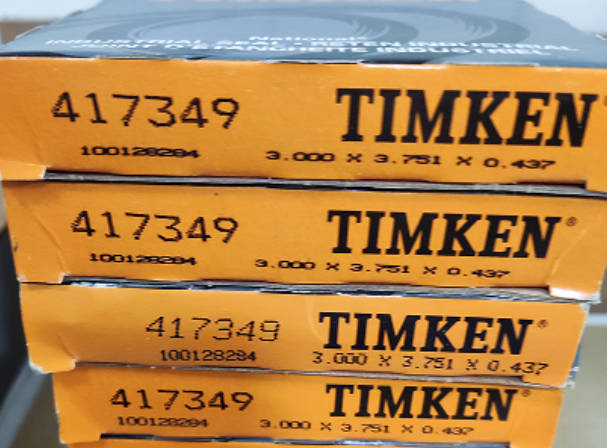 National
INDUSTRIAL SEAL
417349 TIMKEN
100128284 3.000 X 3.751 X 0.437
417349 TIMKEN®
100128284 3.000 X 3.751 X 0.437
417349 TIMKEN®
100128284 3.000 X 3.751 X 0.437
417349 TIMKEN®
100128284 3.000 X 3.751 X 0.437